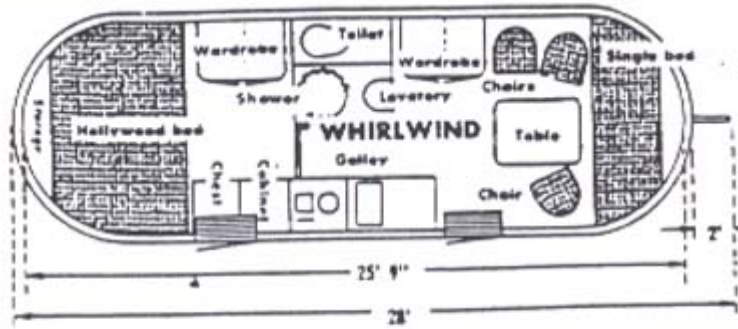 Toilet
Wardrobe
Wardrobe
Single bed
Shower
Lavatory
Chairs
Storage
Hollywood bed
WHIRLWIND
Table
Galley
Chest
Cabinet
Chair
2'
25' 9"
28'